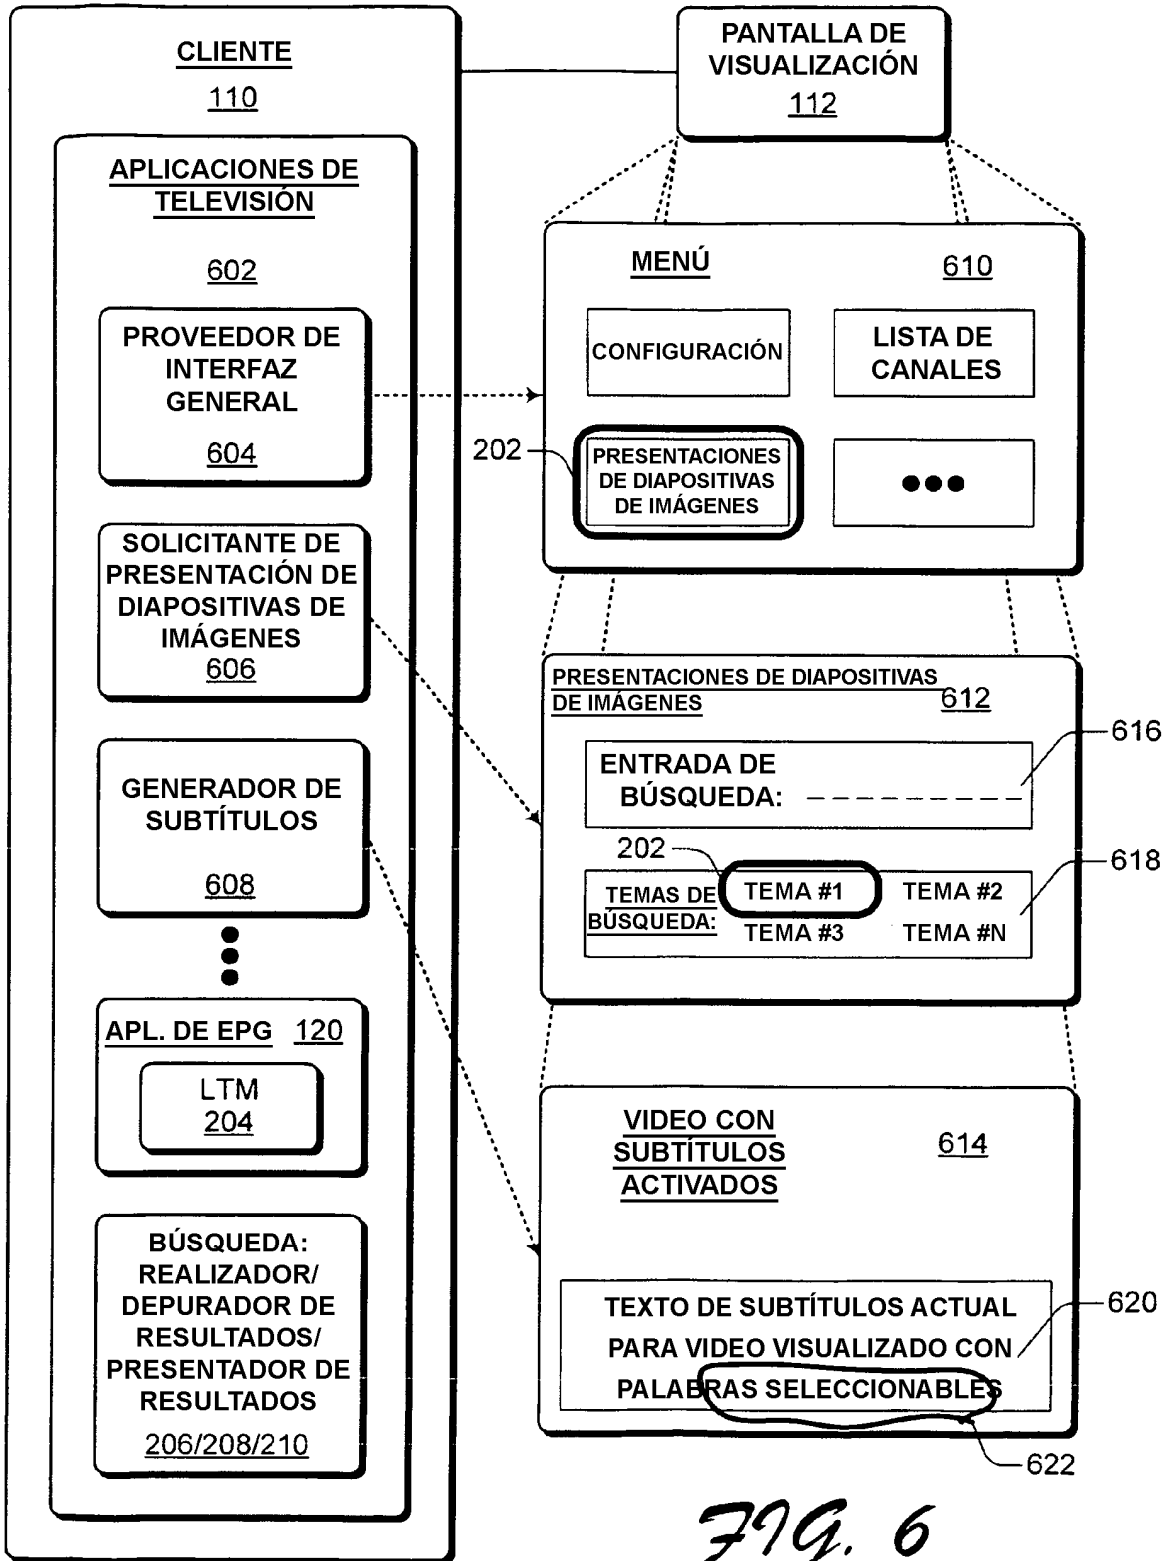 CLIENTE
110
APLICACIONES DE
TELEVISIÓN
602
PROVEEDOR DE
INTERFAZ
GENERAL
604
SOLICITANTE DE
PRESENTACIÓN DE
DIAPOSITIVAS DE
IMÁGENES
606
GENERADOR DE
SUBTÍTULOS
608
APL. DE EPG 120
LTM
204
BÚSQUEDA:
REALIZADOR/
DEPURADOR DE
RESULTADOS/
PRESENTADOR DE
RESULTADOS
206/208/210
PANTALLA DE
VISUALIZACIÓN
112
MENÚ 610
CONFIGURACIÓN
LISTA DE
CANALES
202
PRESENTACIONES
DE DIAPOSITIVAS
DE IMÁGENES
PRESENTACIONES DE DIAPOSITIVAS
DE IMÁGENES
612
616
ENTRADA DE
BÚSQUEDA:
202
618
TEMAS DE
BÚSQUEDA:
TEMA #1 TEMA #2
TEMA #3 TEMA #N
VIDEO CON
SUBTÍTULOS
ACTIVADOS
614
TEXTO DE SUBTÍTULOS ACTUAL
PARA VIDEO VISUALIZADO CON
PALABRAS SELECCIONABLES
620
622
FIG. 6